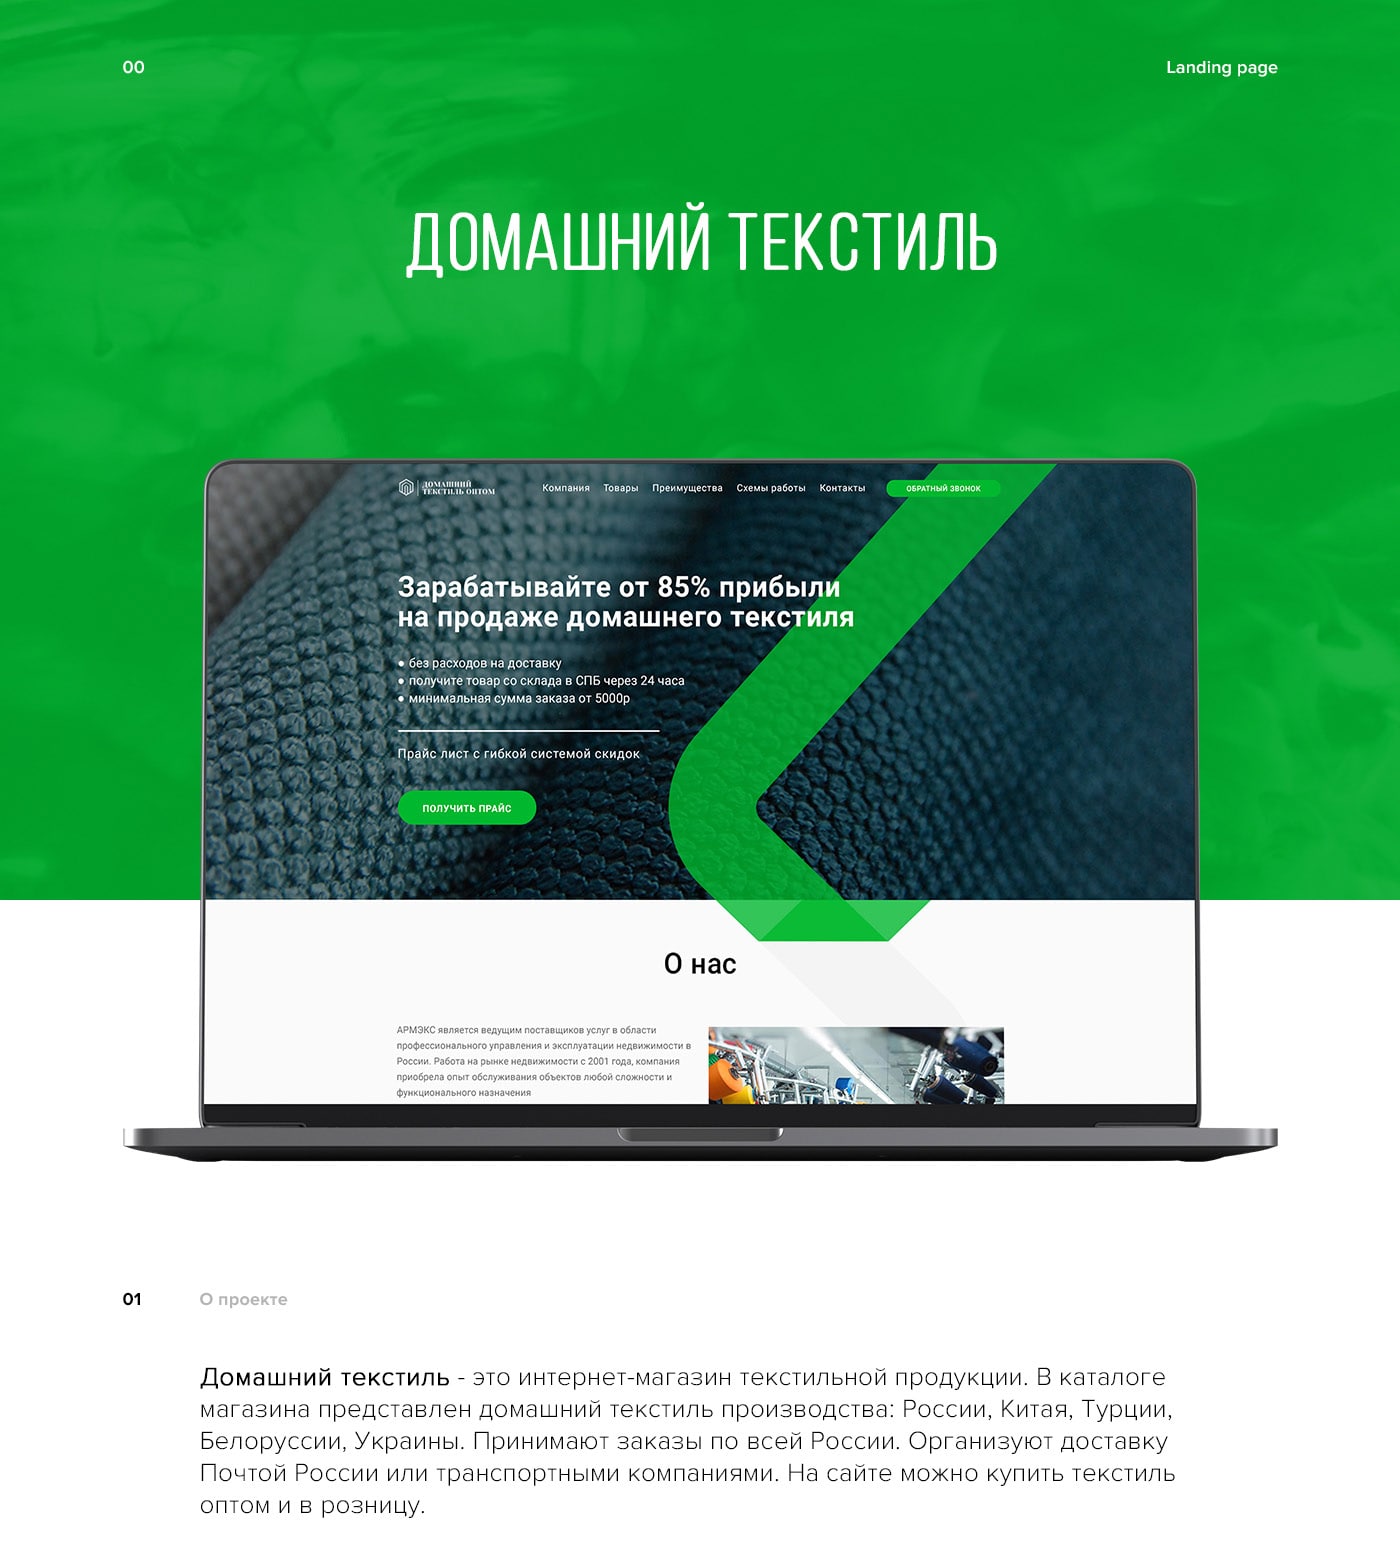 00
Landing page
ДОМАШНИЙ ТЕКСТИЛЬ
ДОМАШНИЙ
ТЕКСТИЛЬ ОПТОМ
Компания Товары Преимущества Схемы работы Контакты
ОБРАТНЫЙ ЗВОНОК
Зарабатывайте от 85% прибыли
на продаже домашнего текстиля
• без расходов на доставку
• получите товар со склада в СПБ через 24 часа
• минимальная сумма заказа от 5000р
Прайс лист с гибкой системой скидок
ПОЛУЧИТЬ ПРАЙС
О нас
АРМЭКС является ведущим поставщиков услуг в области
профессионального управления и эксплуатации недвижимости в
России. Работа на рынке недвижимости с 2001 года, компания
приобрела опыт обслуживания объектов любой сложности и
функционального назначения
01
О проекте
Домашний текстиль - это интернет-магазин текстильной продукции. В каталоге
магазина представлен домашний текстиль производства: России, Китая, Турции,
Белоруссии, Украины. Принимают заказы по всей России. Организуют доставку
Почтой России или транспортными компаниями. На сайте можно купить текстиль
оптом и в розницу.